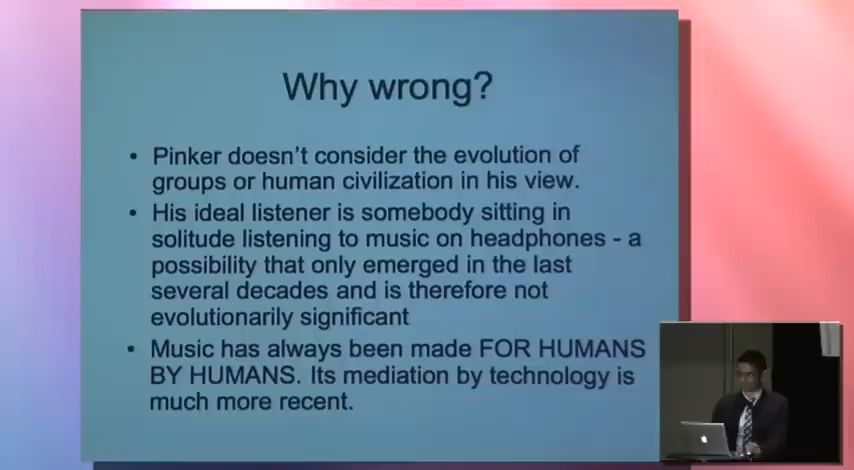 Why wrong?
• Pinker doesn't consider the evolution of
groups or human civilization in his view.
• His ideal listener is somebody sitting in
solitude listening to music on headphones - a
possibility that only emerged in the last
several decades and is therefore not
evolutionarily significant
• Music has always been made FOR HUMANS
BY HUMANS. Its mediation by technology is
much more recent.